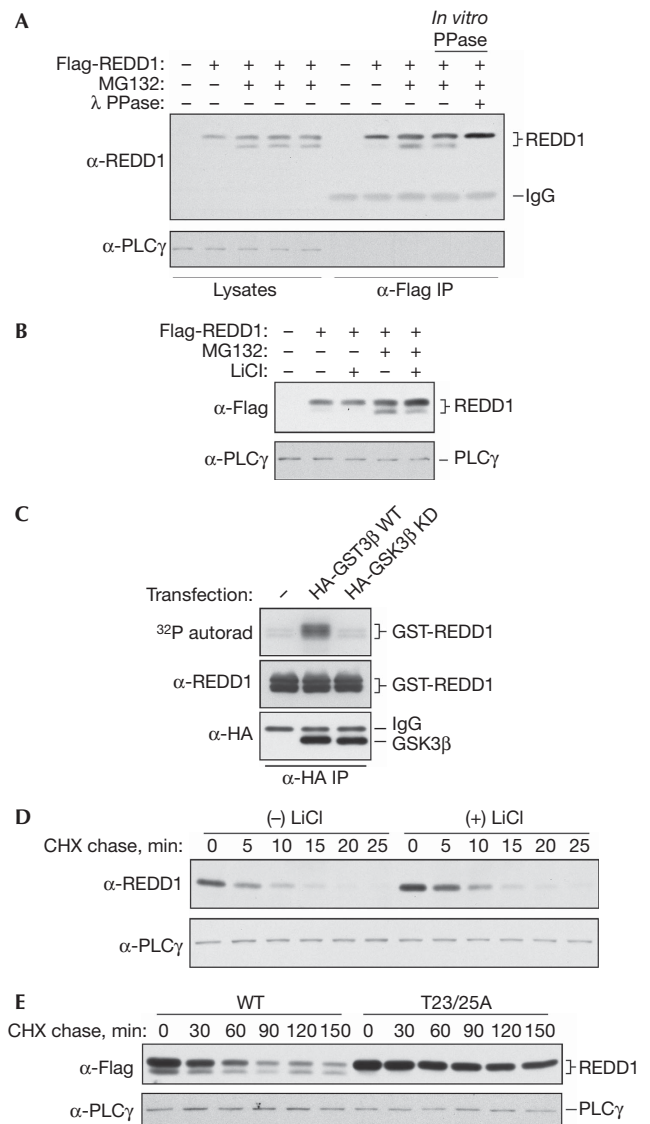 A
In vitro
PPase
Flag-REDD1: – + + + + – + + + +
MG132: – – + + + – – + + +
λ PPase: – – – – – – – – – +
α-REDD1
REDD1
IgG
α-PLCγ
Lysates α-Flag IP
B
Flag-REDD1: – + + + +
MG132: – – – + +
LiCl: – – + – +
α-Flag
REDD1
α-PLCγ
PLCγ
C
Transfection: – HA-GST3β WT HA-GSK3β KD
32P autorad
GST-REDD1
α-REDD1
GST-REDD1
α-HA
IgG
GSK3β
α-HA IP
D
(–) LiCl (+) LiCl
CHX chase, min: 0 5 10 15 20 25 0 5 10 15 20 25
α-REDD1
α-PLCγ
E
WT T23/25A
CHX chase, min: 0 30 60 90 120 150 0 30 60 90 120 150
α-Flag
REDD1
α-PLCγ
PLCγ